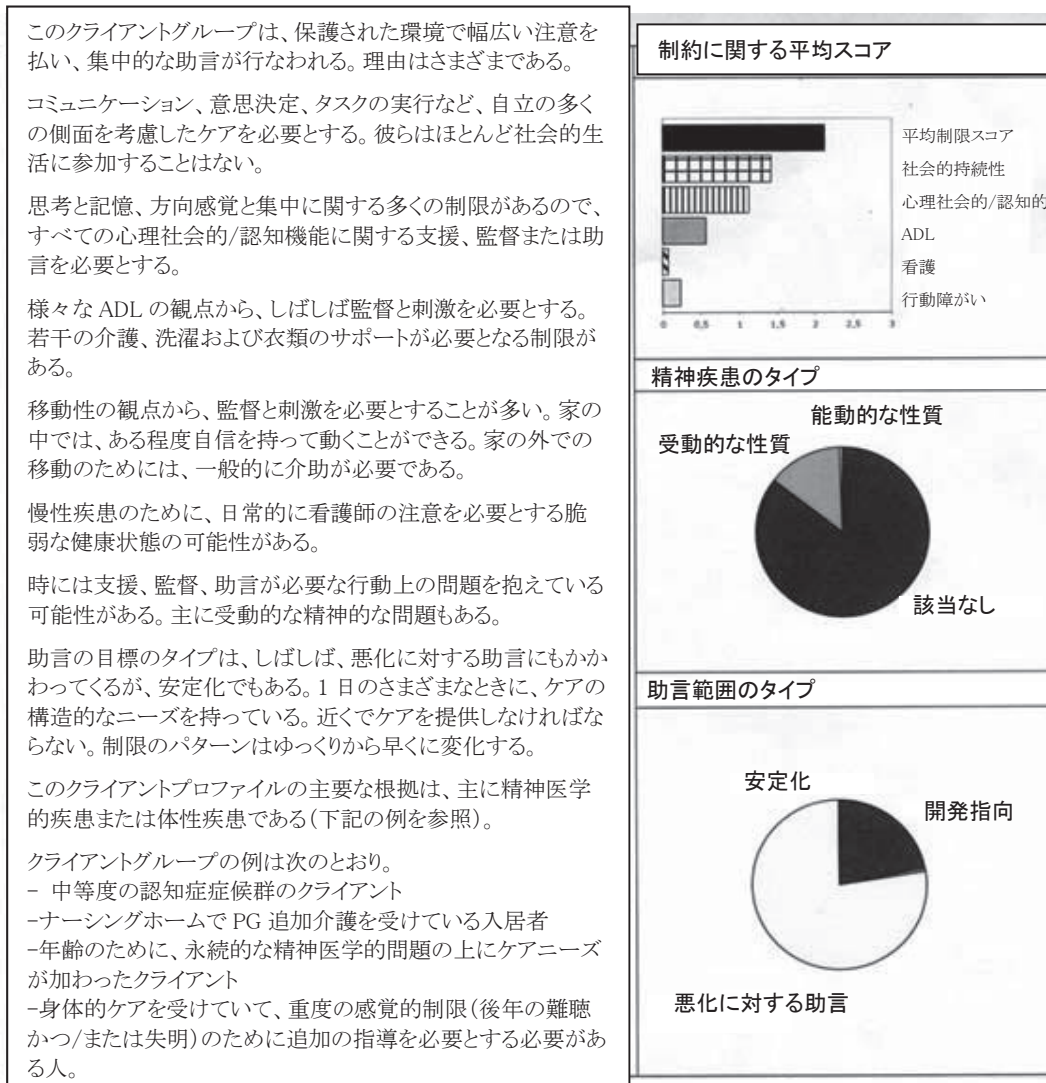 このクライアントグループは、保護された環境で幅広い注意を
払い、集中的な助言が行なわれる。理由はさまざまである。
コミュニケーション、意思決定、タスクの実行など、自立の多く
の側面を考慮したケアを必要とする。彼らはほとんど社会的生
活に参加することはない。
思考と記憶、方向感覚と集中に関する多くの制限があるので、
すべての心理社会的/認知機能に関する支援、監督または助
言を必要とする。
様々な ADL の観点から、しばしば監督と刺激を必要とする。
若干の介護、洗濯および衣類のサポートが必要となる制限が
ある。
移動性の観点から、監督と刺激を必要とすることが多い。家の
中では、ある程度自信を持って動くことができる。家の外での
移動のためには、一般的に介助が必要である。
慢性疾患のために、日常的に看護師の注意を必要とする脆
弱な健康状態の可能性がある。
時には支援、監督、助言が必要な行動上の問題を抱えている
可能性がある。主に受動的な精神的な問題もある。
助言の目標のタイプは、しばしば、悪化に対する助言にもかか
わってくるが、安定化でもある。1 日のさまざまなときに、ケアの
構造的なニーズを持っている。近くでケアを提供しなければな
らない。制限のパターンはゆっくりから早くに変化する。
このクライアントプロファイルの主要な根拠は、主に精神医学
的疾患または体性疾患である(下記の例を参照)。
クライアントグループの例は次のとおり。
- 中等度の認知症症候群のクライアント
-ナーシングホームで PG 追加介護を受けている入居者
-年齢のために、永続的な精神医学的問題の上にケアニーズ
が加わったクライアント
-身体的ケアを受けていて、重度の感覚的制限(後年の難聴
かつ/または失明)のために追加の指導を必要とする必要があ
る人。
制約に関する平均スコア
平均制限スコア
社会的持続性
心理社会的/認知的
ADL
看護
行動障がい
0 0,5 1 1,5 2 2,5 3
精神疾患のタイプ
能動的な性質
受動的な性質
該当なし
助言範囲のタイプ
安定化
開発指向
悪化に対する助言